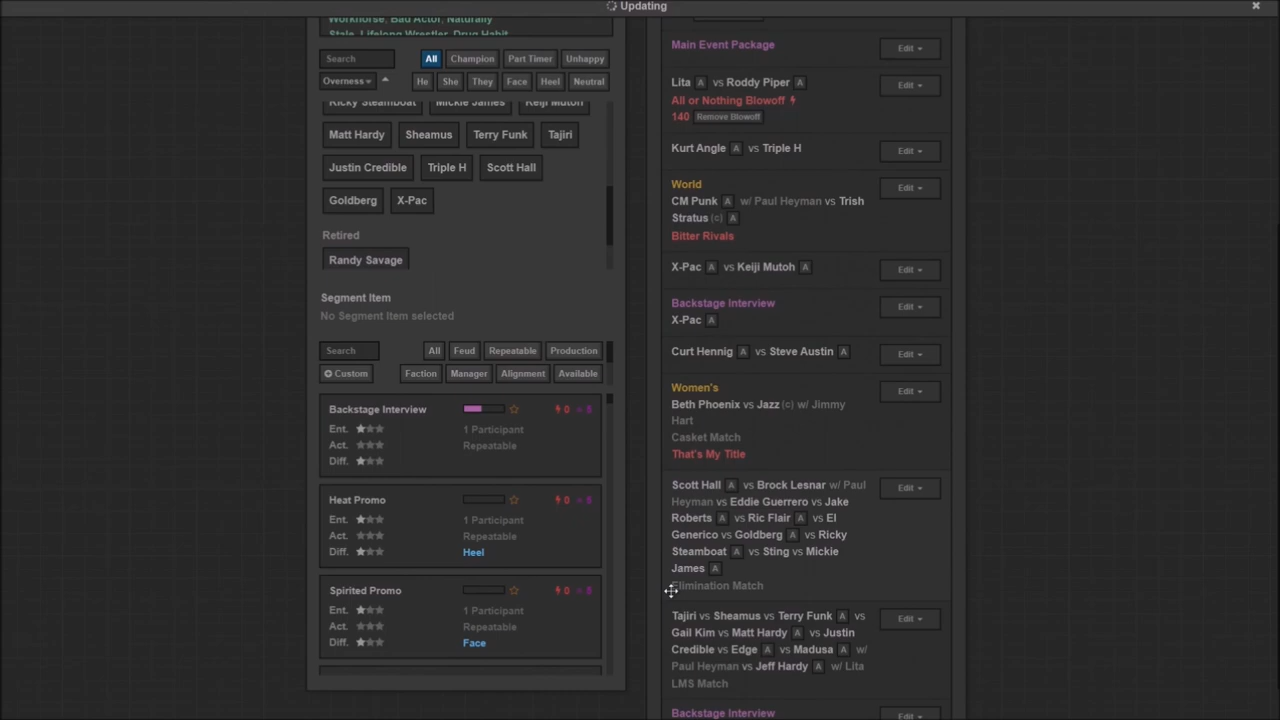 Updating
Workhorse, Bad Actor, Naturally
Stale, Lifelong Wrestler, Drug Habit
Search
All
Champion
Part Timer
Unhappy
Overness
He
She
They
Face
Heel
Neutral
Ricky Steamboat
Mickie James
Keiji Mutoh
Matt Hardy
Sheamus
Terry Funk
Tajiri
Justin Credible
Triple H
Scott Hall
Goldberg
X-Pac
Retired
Randy Savage
Segment Item
No Segment Item selected
Search
All
Feud
Repeatable
Production
Custom
Faction
Manager
Alignment
Available
Backstage Interview
0
Ent.
1 Participant
Act.
Repeatable
Diff.
Heat Promo
0
Ent.
1 Participant
Act.
Repeatable
Diff.
Heel
Spirited Promo
0
Ent.
1 Participant
Act.
Repeatable
Diff.
Face
Main Event Package
Edit
Lita A vs Roddy Piper A
Edit
All or Nothing Blowoff
140 Remove Blowoff
Kurt Angle A vs Triple H
Edit
World
Edit
CM Punk A w/ Paul Heyman vs Trish
Stratus (c) A
Bitter Rivals
X-Pac A vs Keiji Mutoh A
Edit
Backstage Interview
Edit
X-Pac A
Curt Hennig A vs Steve Austin A
Edit
Women's
Edit
Beth Phoenix vs Jazz (c) w/ Jimmy
Hart
Casket Match
That's My Title
Scott Hall A vs Brock Lesnar w/ Paul
Edit
Heyman vs Eddie Guerrero vs Jake
Roberts A vs Ric Flair A vs El
Generico vs Goldberg A vs Ricky
Steamboat A vs Sting vs Mickie
James A
Elimination Match
Tajiri vs Sheamus vs Terry Funk A vs
Edit
Gail Kim vs Matt Hardy A vs Justin
Credible vs Edge A vs Madusa A w/
Paul Heyman vs Jeff Hardy A w/ Lita
LMS Match
Backstage Interview
Edit